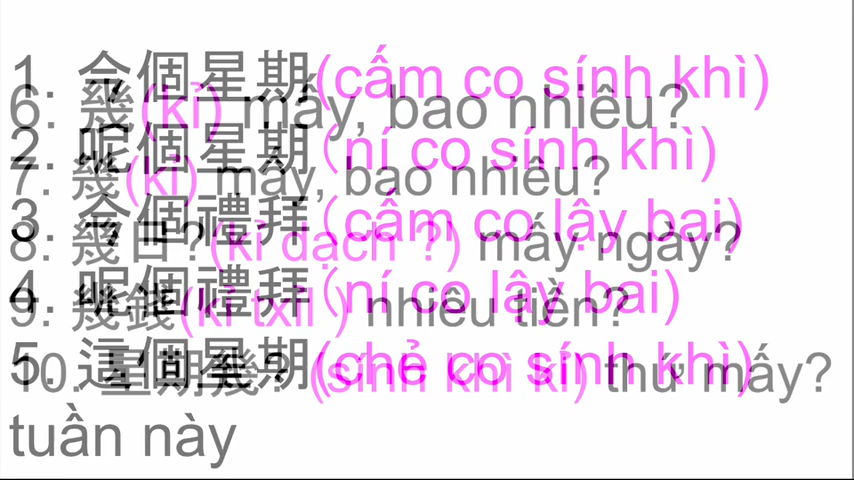 1. 今個星期(cấm co sính khì)
6. 幾(kỉ) mấy, bao nhiêu?
2. 呢個星期(ní co sính khì)
7. 幾(kỉ) mấy, bao nhiêu?
3 今個禮拜(cấm co lậy bai)
8. 幾日?(kỉ dạch ?) mấy ngày?
4 呢個禮拜(ní co lậy bai)
9. 幾錢(kỉ ) nhiêu tiền?
5. 這個星期(chẻ co sính khì)
10. 星期幾? (sính khì kỉ) thứ mấy?
tuần này